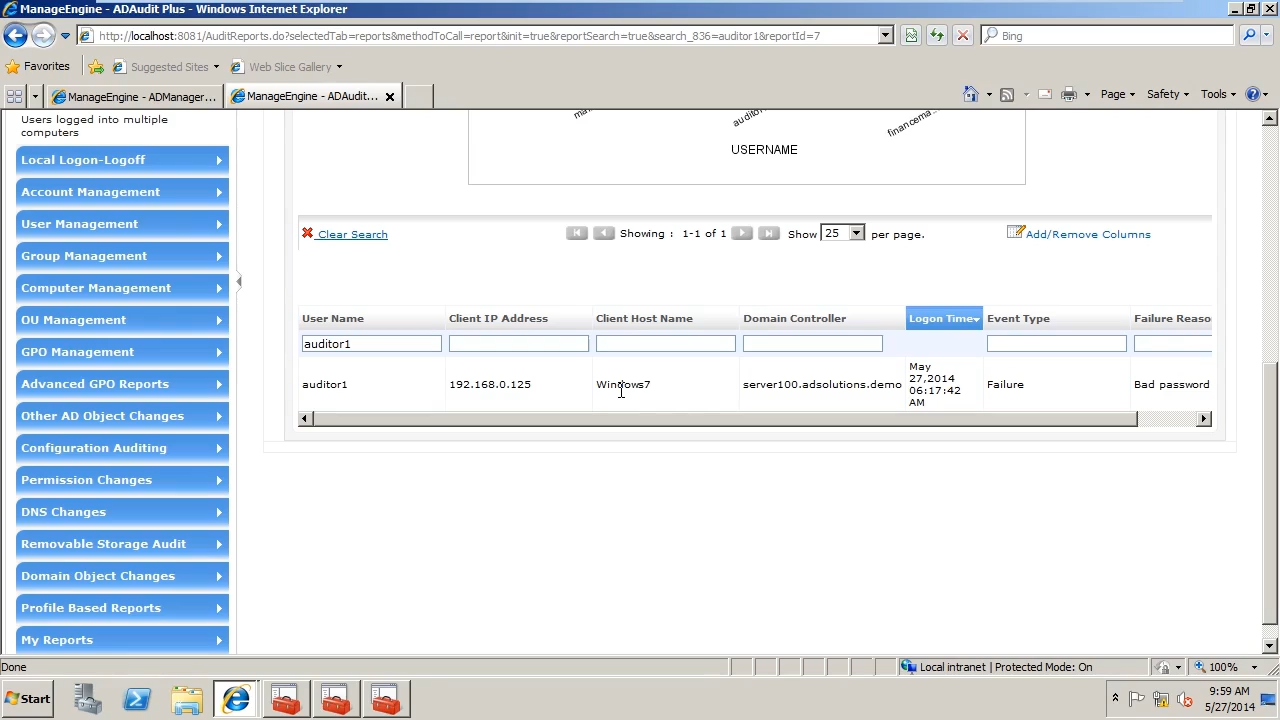 ManageEngine - ADAudit Plus - Windows Internet Explorer
http://localhost:8081/AuditReports.do?selectedTab=reports&methodToCall=report&init=true&reportSearch=true&search_836=auditor1&reportId=7
Bing
Favorites
Suggested Sites
Web Slice Gallery
ManageEngine - ADManager...
ManageEngine - ADAudit...
Page
Safety
Tools
Users logged into multiple
computers
Local Logon-Logoff
Account Management
User Management
Group Management
Computer Management
OU Management
GPO Management
Advanced GPO Reports
Other AD Object Changes
Configuration Auditing
Permission Changes
DNS Changes
Removable Storage Audit
Domain Object Changes
Profile Based Reports
My Reports
financema...
USERNAME
Clear Search
Showing : 1-1 of 1
Show 25 per page.
Add/Remove Columns
User Name
Client IP Address
Client Host Name
Domain Controller
Logon Time
Event Type
Failure Reaso
auditor1
auditor1
192.168.0.125
Windows7
server100.adsolutions.demo
May
27,2014
06:17:42
AM
Failure
Bad password
Done
Local intranet | Protected Mode: On
100%
Start
9:59 AM
5/27/2014